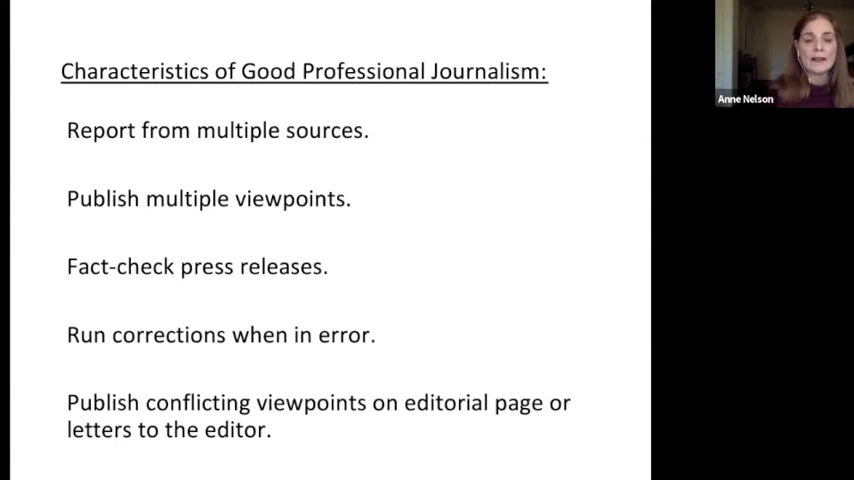 Characteristics of Good Professional Journalism:
Report from multiple sources.
Publish multiple viewpoints.
Fact-check press releases.
Run corrections when in error.
Publish conflicting viewpoints on editorial page or
letters to the editor.
Anne Nelson